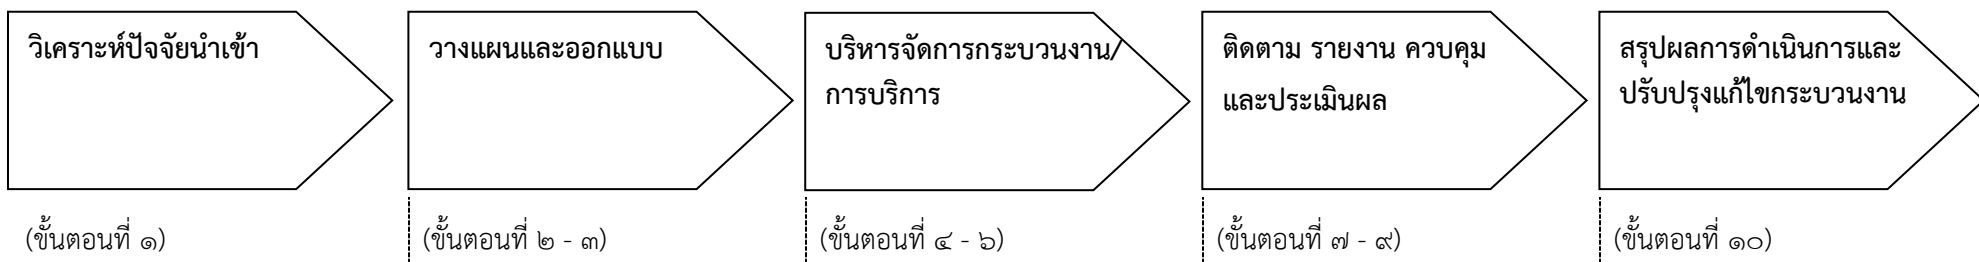 วิเคราะห์ปัจจัยนำเข้า
(ขั้นตอนที่ ๑)
วางแผนและออกแบบ
(ขั้นตอนที่ ๒ - ๓)
บริหารจัดการกระบวนงาน/
การบริการ
(ขั้นตอนที่ ๔ - ๖)
ติดตาม รายงาน ควบคุม
และประเมินผล
(ขั้นตอนที่ ๗ - ๙)
สรุปผลการดำเนินการและ
ปรับปรุงแก้ไขกระบวนงาน
(ขั้นตอนที่ ๑๐)